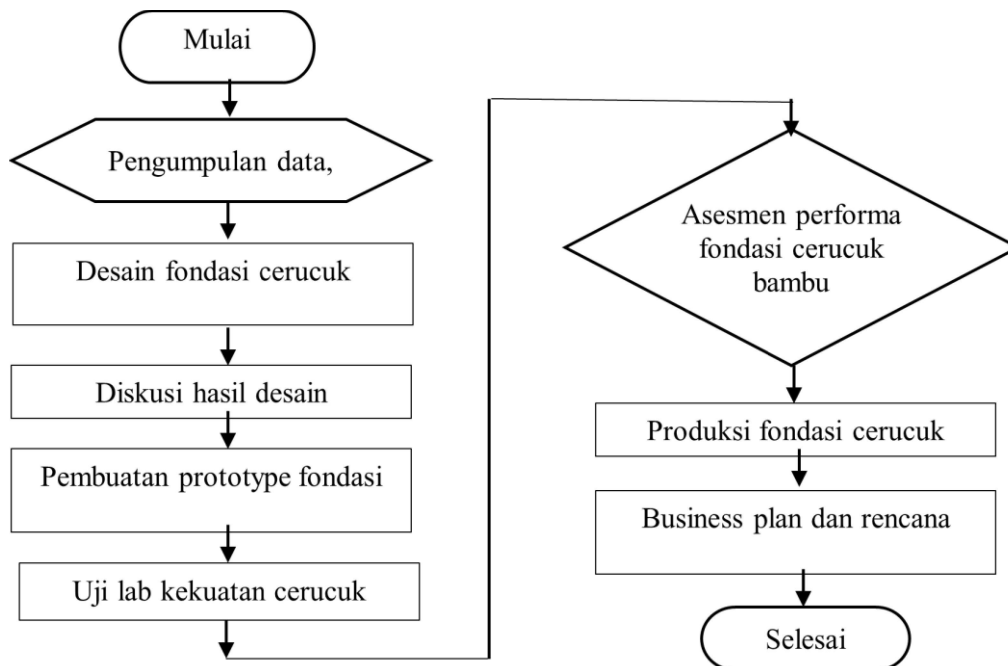 Mulai
Pengumpulan data,
Desain fondasi cerucuk
Diskusi hasil desain
Pembuatan prototype fondasi
Uji lab kekuatan cerucuk
Asesmen performa
fondasi cerucuk
bambu
Produksi fondasi cerucuk
Business plan dan rencana
Selesai